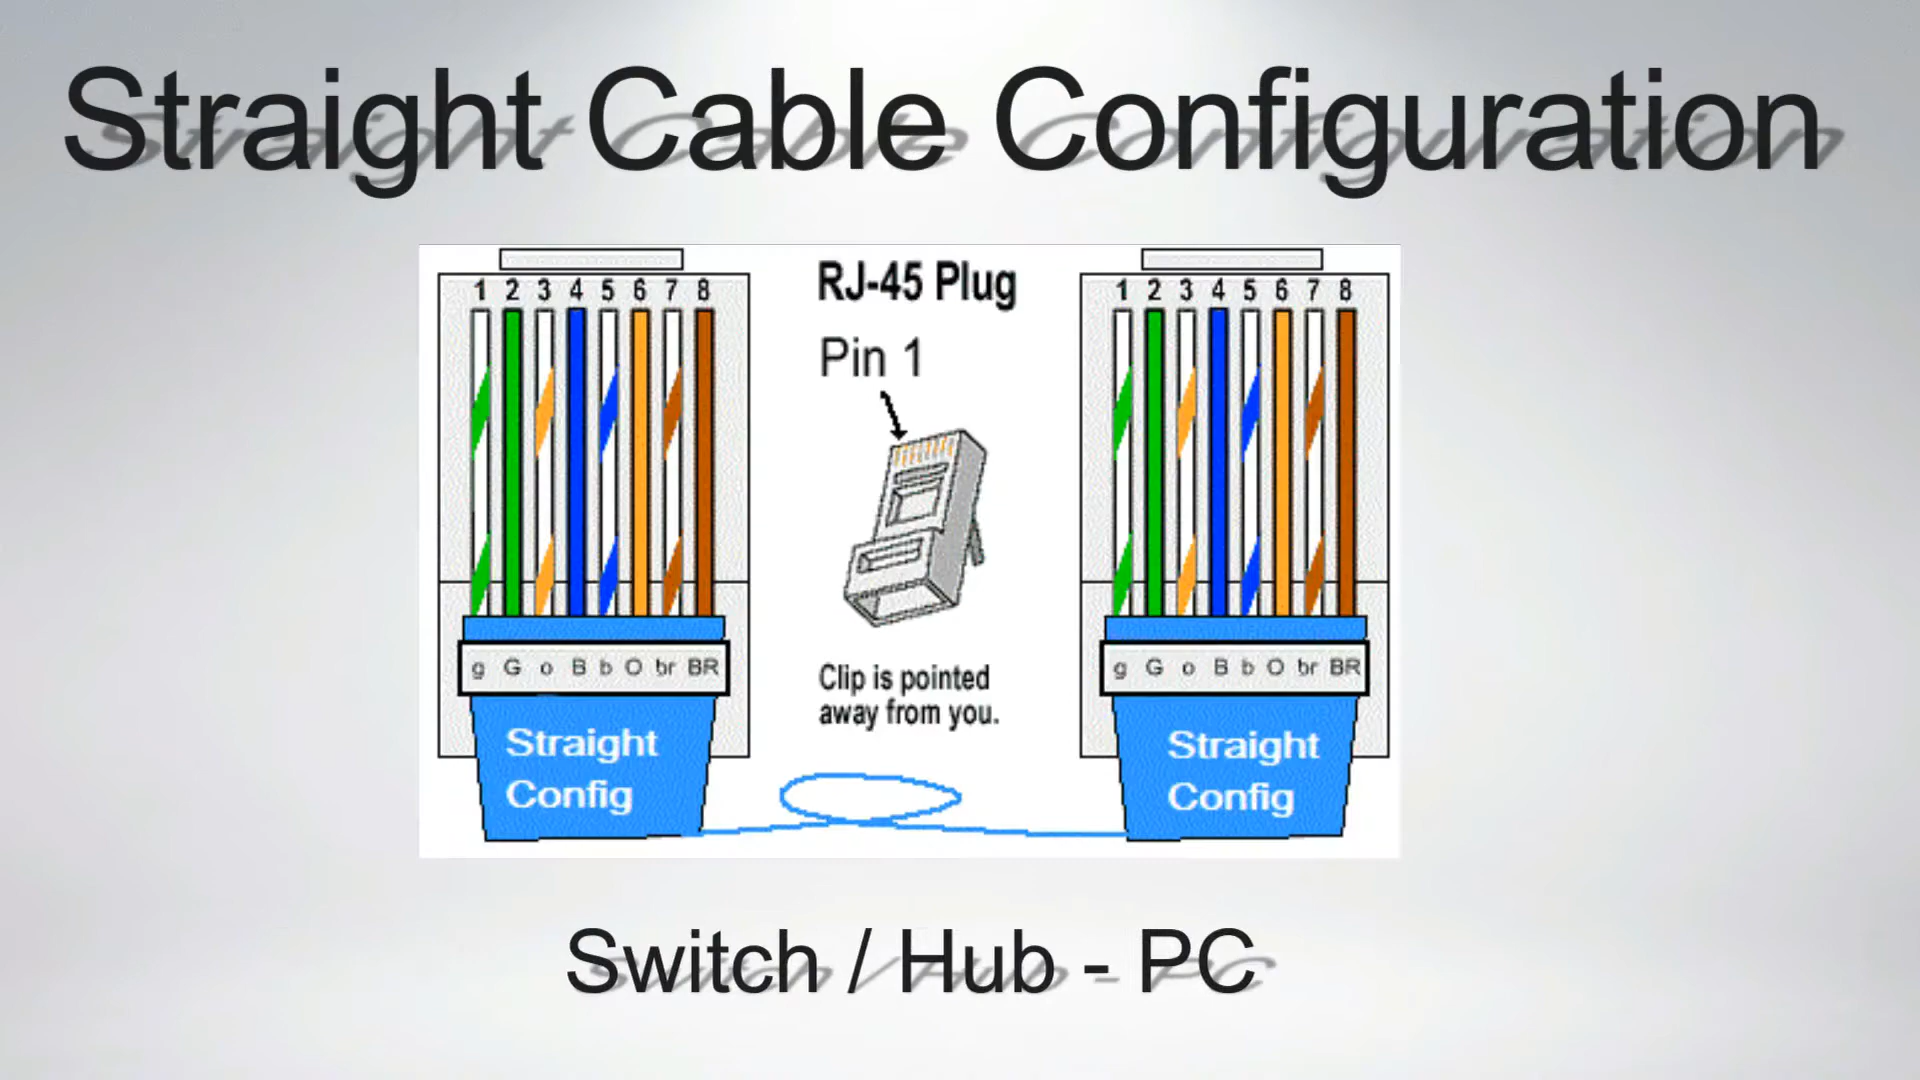 Straight Cable Configuration
1 2 3 4 5 6 7 8
g G o B b O br BR
Straight
Config
RJ-45 Plug
Pin 1
Clip is pointed
away from you.
1 2 3 4 5 6 7 8
g G o B b O br BR
Straight
Config
Switch / Hub - PC